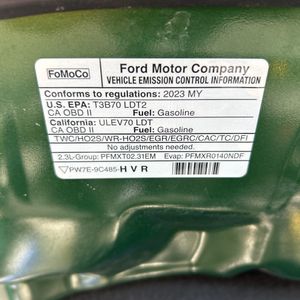 FoMoCo
Ford Motor Company
VEHICLE EMISSION CONTROL INFORMATION
Conforms to regulations: 2023 MY
U.S. EPA: T3B70 LDT2
CA OBD II Fuel: Gasoline
California: ULEV70 LDT
CA OBD II Fuel: Gasoline
TWC/HO2S/WR-HO2S/EGR/EGRC/CAC/TC/DFI
No adjustments needed.
2.3L-Group: PFMXT02.31EM Evap: PFMXR0140NDF
PW7E-9C485-HVR